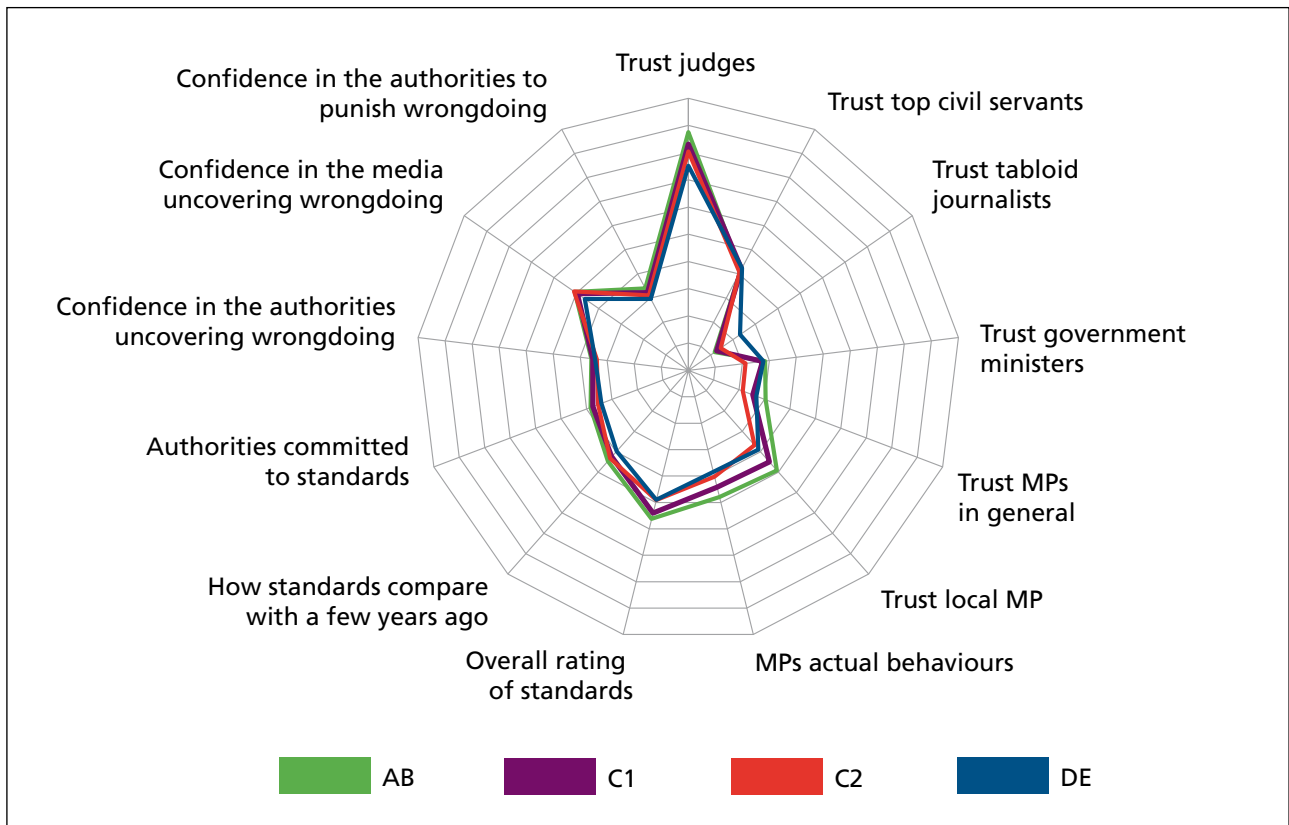 Trust judges
Trust top civil servants
Trust tabloid
journalists
Trust government
ministers
Trust MPs
in general
Trust local MP
MPs actual behaviours
Overall rating
of standards
How standards compare
with a few years ago
Authorities committed
to standards
Confidence in the authorities
uncovering wrongdoing
Confidence in the media
uncovering wrongdoing
Confidence in the authorities to
punish wrongdoing
AB
C1
C2
DE